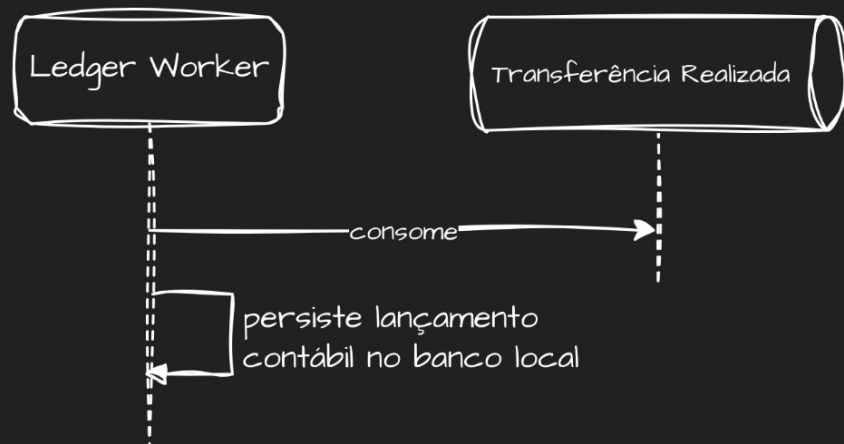 Ledger Worker
Transferência Realizada
consome
persiste lançamento
contábil no banco local